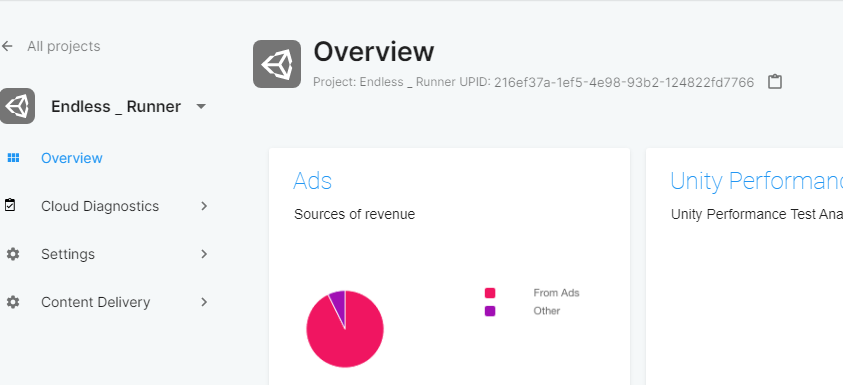 All projects
Endless _ Runner
Overview
Cloud Diagnostics
Settings
Content Delivery
Overview
Project: Endless _ Runner UPID: 216ef37a-1ef5-4e98-93b2-124822fd7766
Ads
Sources of revenue
From Ads
Other
Unity Performanc
Unity Performance Test Ana